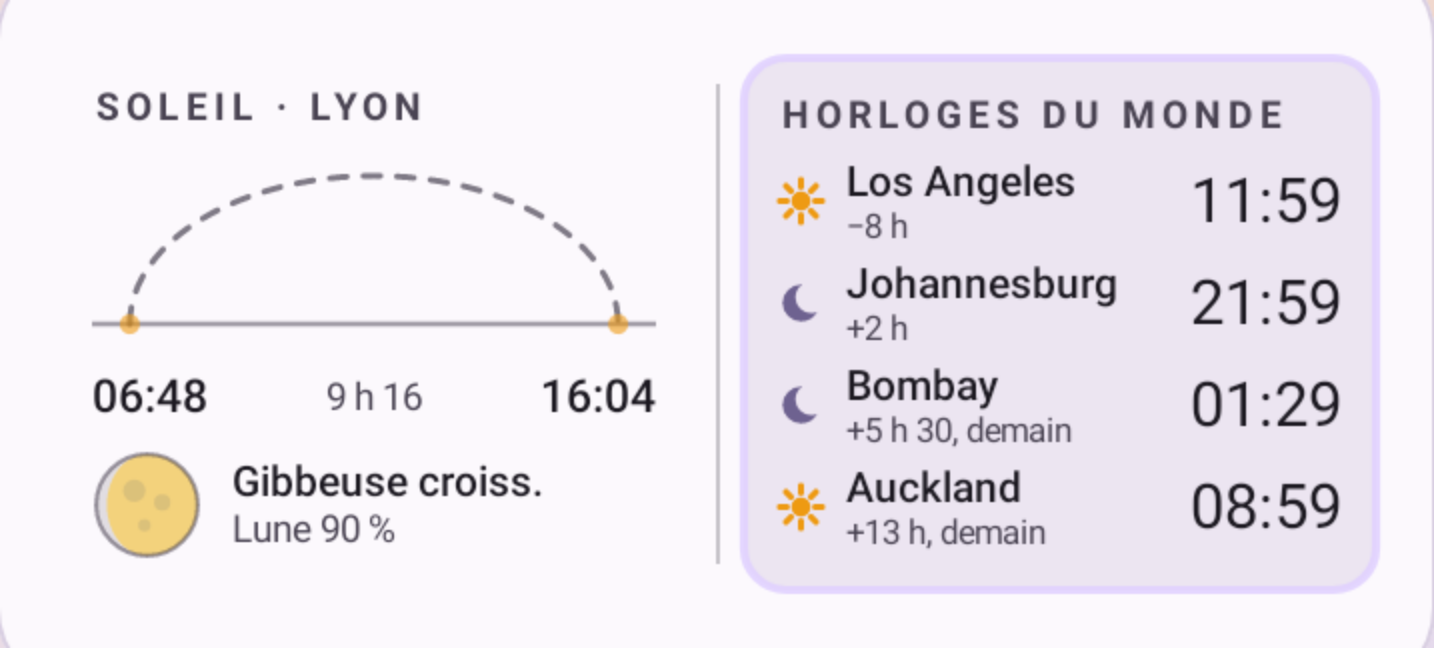 SOLEIL · LYON
06:48
9 h 16
16:04
Gibbeuse croiss.
Lune 90 %
HORLOGES DU MONDE
Los Angeles
−8 h
11:59
Johannesburg
+2 h
21:59
Bombay
+5 h 30, demain
01:29
Auckland
+13 h, demain
08:59